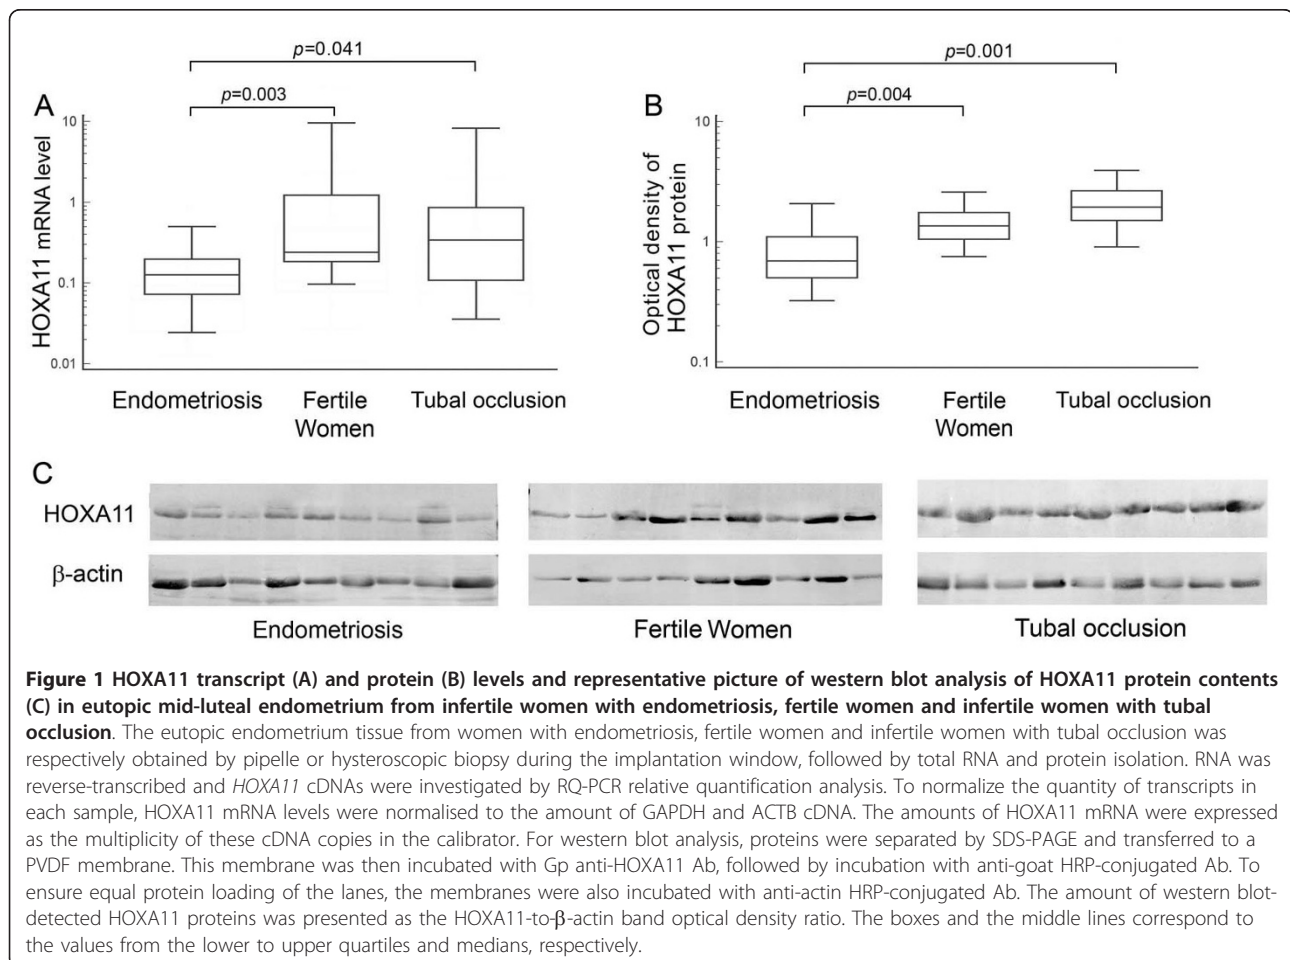 p=0.041
p=0.003
A
HOXA11 mRNA level
10
1
0.1
0.01
Endometriosis
Fertile
Women
Tubal occlusion
p=0.001
p=0.004
B
Optical density of
HOXA11 protein
10
1
0.1
Endometriosis
Fertile
Women
Tubal occlusion
C
HOXA11
β-actin
Endometriosis
Fertile Women
Tubal occlusion
Figure 1 HOXA11 transcript (A) and protein (B) levels and representative picture of western blot analysis of HOXA11 protein contents
(C) in eutopic mid-luteal endometrium from infertile women with endometriosis, fertile women and infertile women with tubal
occlusion. The eutopic endometrium tissue from women with endometriosis, fertile women and infertile women with tubal occlusion was
respectively obtained by pipelle or hysteroscopic biopsy during the implantation window, followed by total RNA and protein isolation. RNA was
reverse-transcribed and HOXA11 cDNAs were investigated by RQ-PCR relative quantification analysis. To normalize the quantity of transcripts in
each sample, HOXA11 mRNA levels were normalised to the amount of GAPDH and ACTB cDNA. The amounts of HOXA11 mRNA were expressed
as the multiplicity of these cDNA copies in the calibrator. For western blot analysis, proteins were separated by SDS-PAGE and transferred to a
PVDF membrane. This membrane was then incubated with Gp anti-HOXA11 Ab, followed by incubation with anti-goat HRP-conjugated Ab. To
ensure equal protein loading of the lanes, the membranes were also incubated with anti-actin HRP-conjugated Ab. The amount of western blot-
detected HOXA11 proteins was presented as the HOXA11-to-β-actin band optical density ratio. The boxes and the middle lines correspond to
the values from the lower to upper quartiles and medians, respectively.